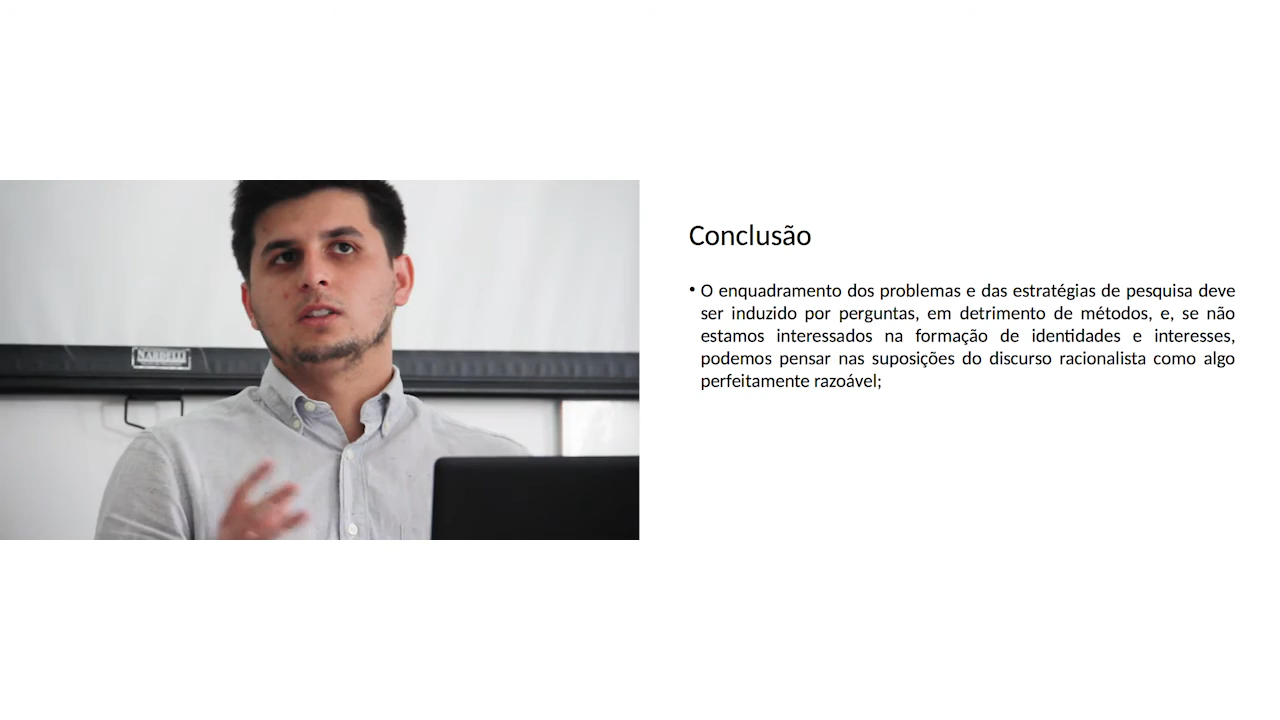 NARDELLI
Conclusão
• O enquadramento dos problemas e das estratégias de pesquisa deve
ser induzido por perguntas, em detrimento de métodos, e, se não
estamos interessados na formação de identidades e interesses,
podemos pensar nas suposições do discurso racionalista como algo
perfeitamente razoável;